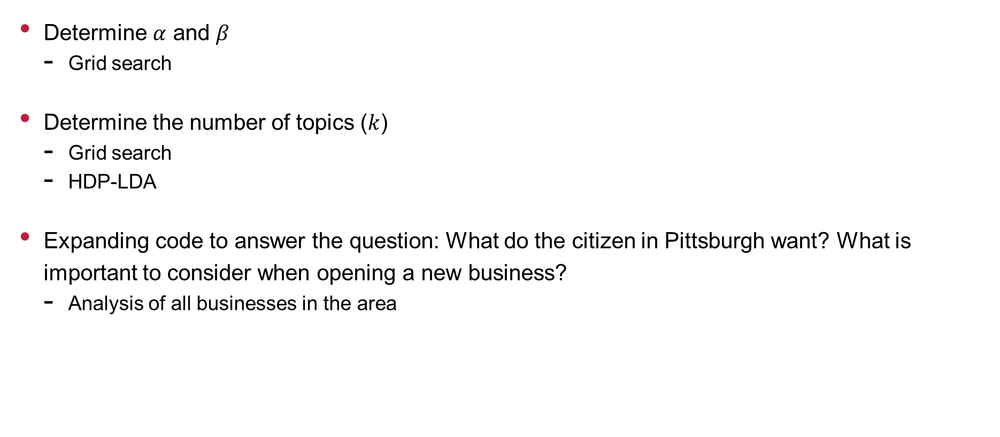 • Determine α and β
- Grid search
• Determine the number of topics (k)
- Grid search
- HDP-LDA
• Expanding code to answer the question: What do the citizen in Pittsburgh want? What is
important to consider when opening a new business?
- Analysis of all businesses in the area